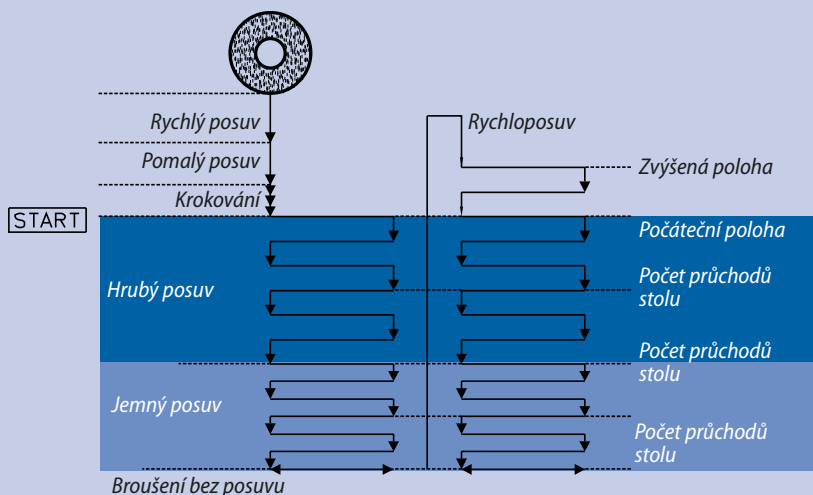 Rychlý posuv
Rychloposuv
Pomalý posuv
Zvýšená poloha
Krokování
START
Počáteční poloha
Hrubý posuv
Počet průchodů
stolu
Počet průchodů
stolu
Jemný posuv
Počet průchodů
stolu
Broušení bez posuvu